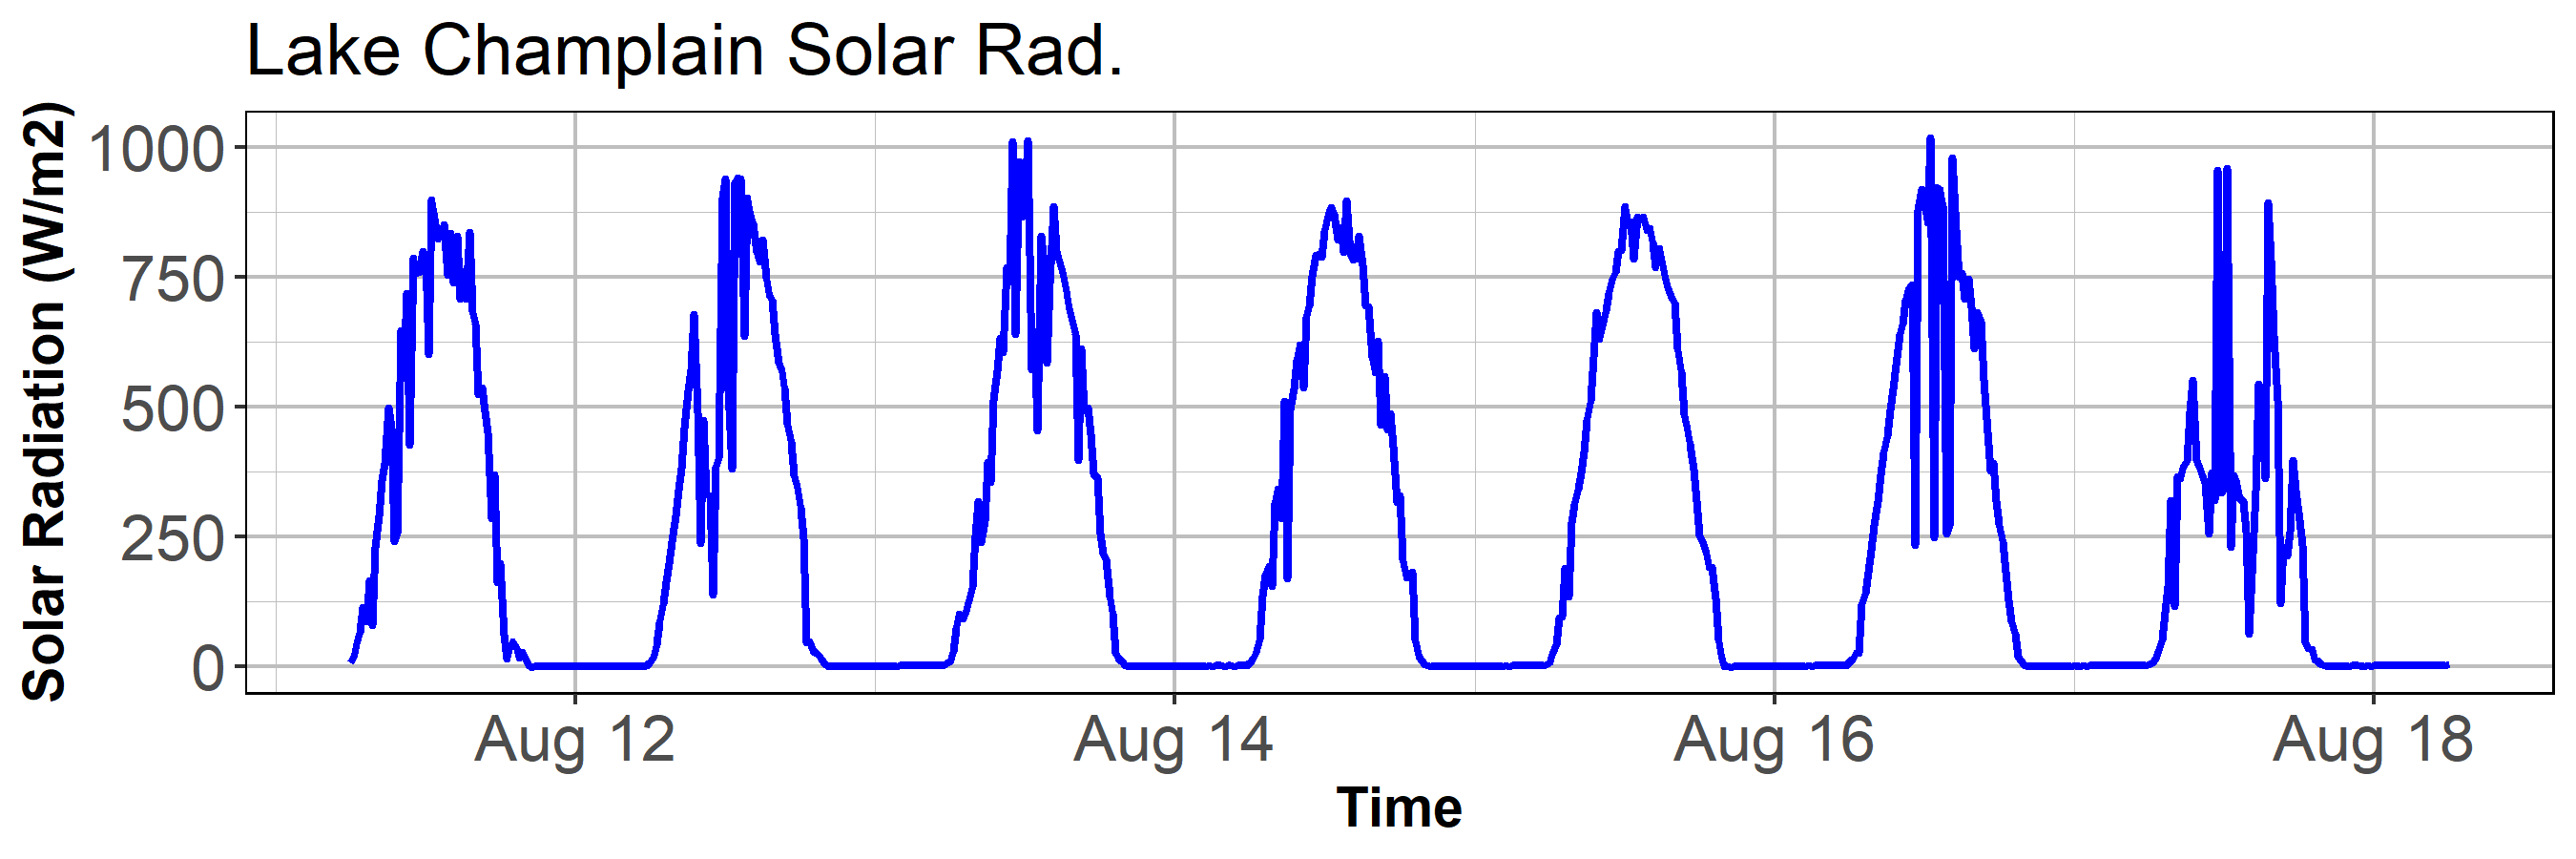 Lake Champlain Solar Rad.
Solar Radiation (W/m2)
1000
750
500
250
0
Aug 12 Aug 14 Aug 16 Aug 18
Time